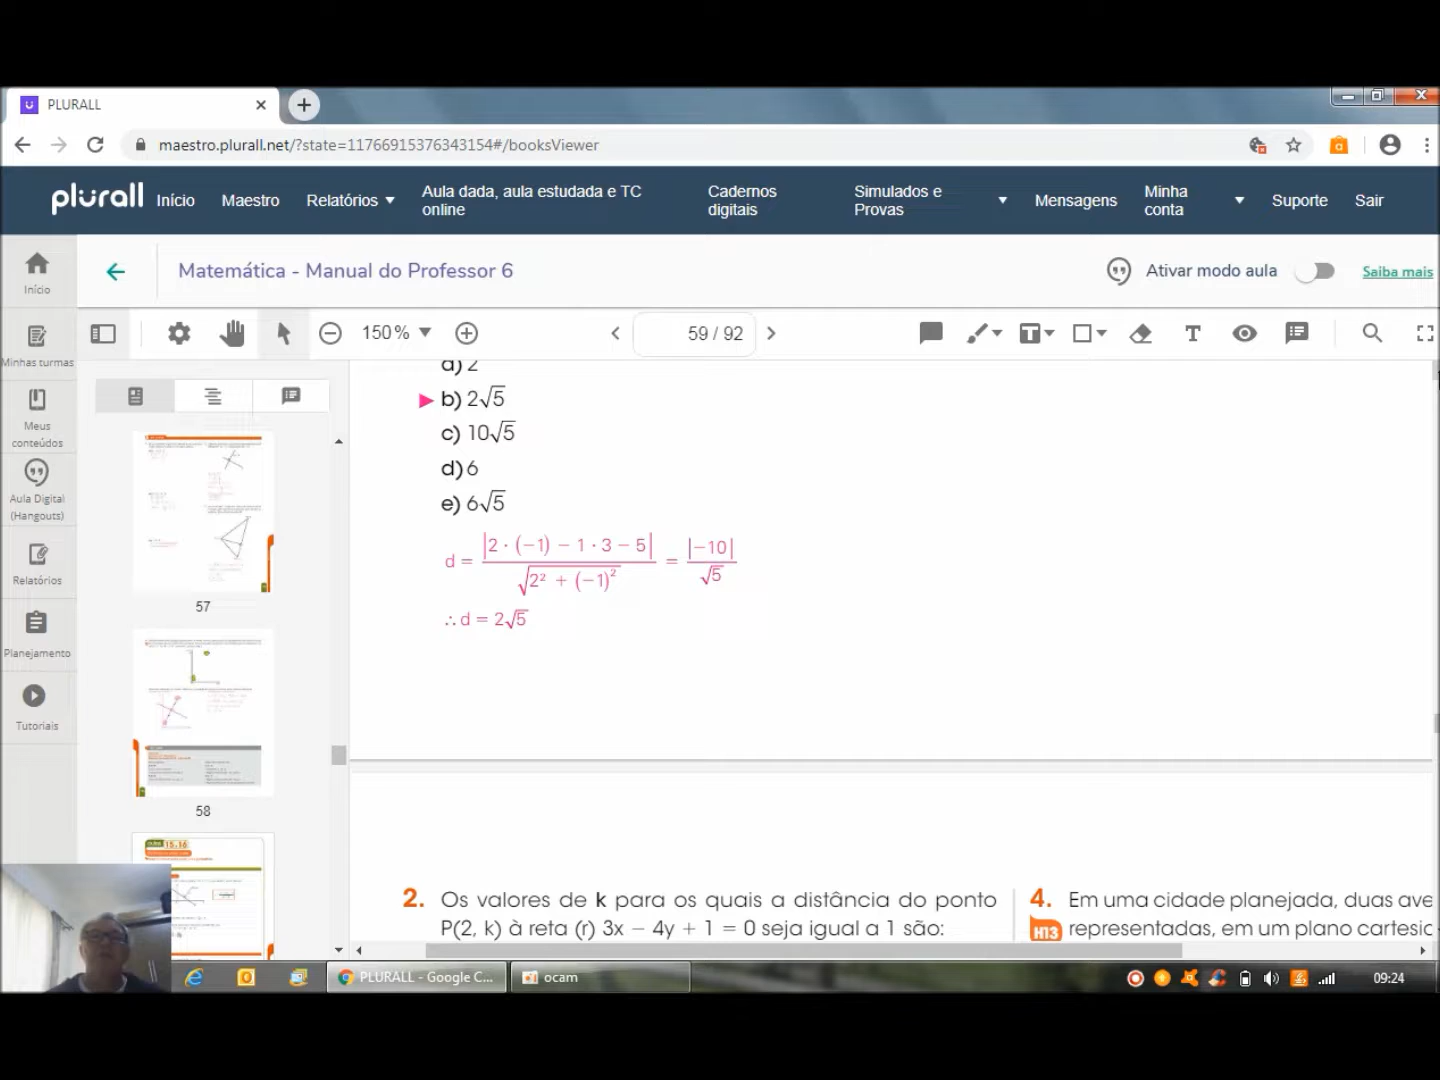 PLURALL
maestro.plurall.net/?state=11766915376343154#/booksViewer
plurall
Início
Maestro
Relatórios
Aula dada, aula estudada e TC
online
Cadernos
digitais
Simulados e
Provas
Mensagens
Minha
conta
Suporte
Sair
Início
Minhas turmas
Meus
conteúdos
Aula Digital
(Hangouts)
Relatórios
Planejamento
Tutoriais
Matemática - Manual do Professor 6
Ativar modo aula
Saiba mais
150%
59 / 92
57
58
15 e 16
a) 2
b) 2√5
c) 10√5
d) 6
e) 6√5
d = |2 · (−1) − 1 · 3 − 5| / √(2² + (−1)²) = |−10| / √5
∴ d = 2√5
2. Os valores de k para os quais a distância do ponto
P(2, k) à reta (r) 3x − 4y + 1 = 0 seja igual a 1 são:
4. Em uma cidade planejada, duas ave
H13 representadas, em um plano cartesic
PLURALL - Google C...
ocam
09:24